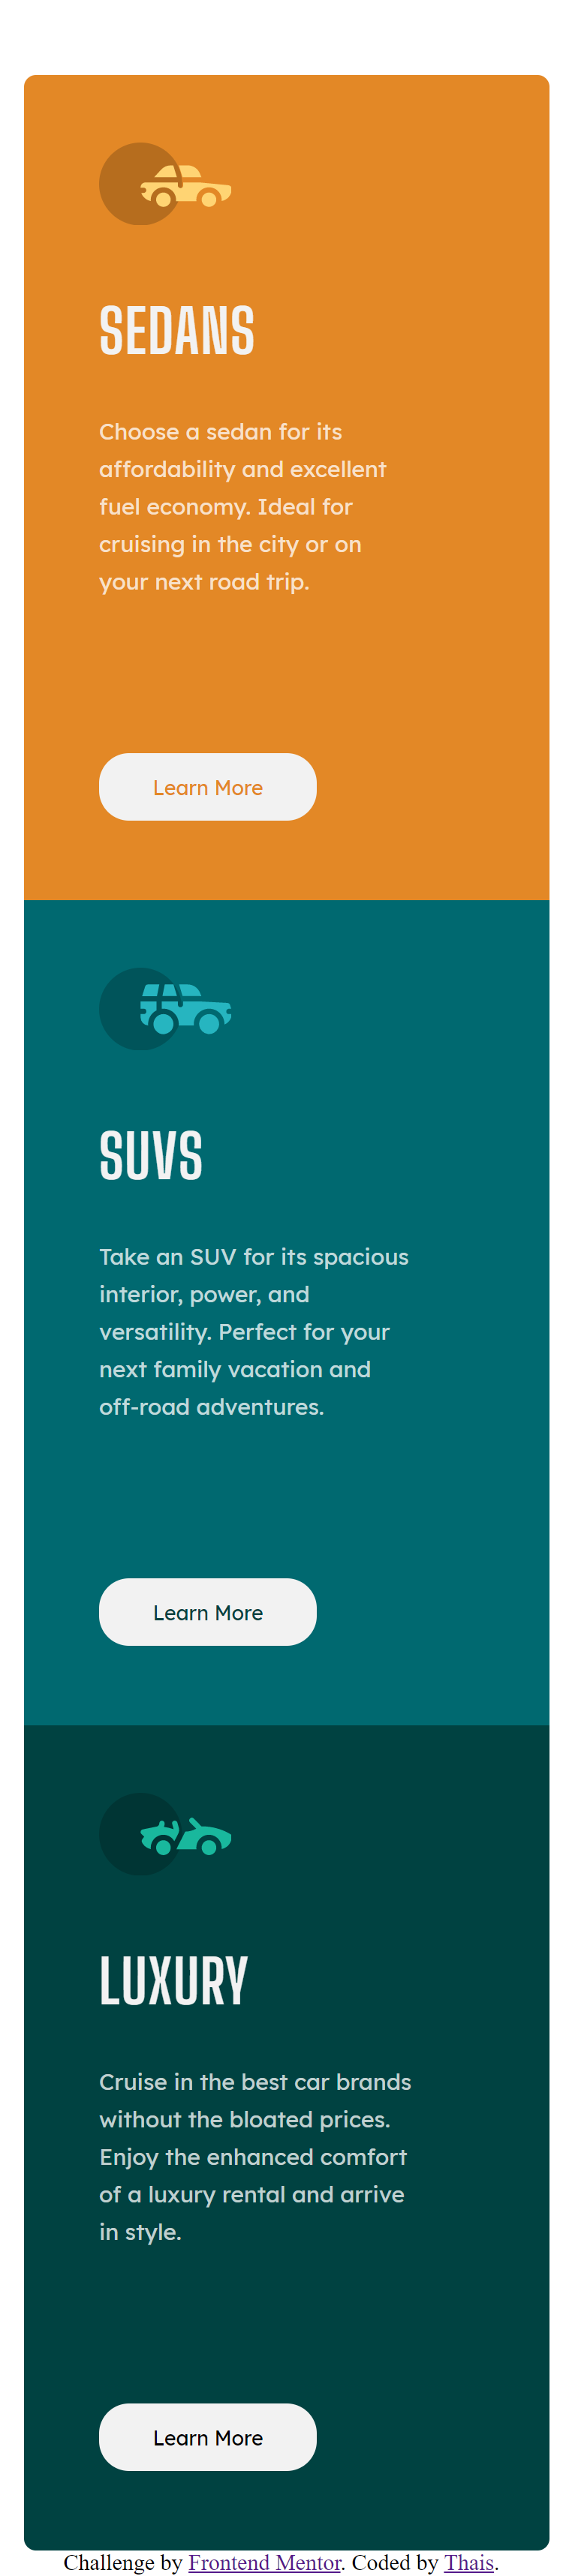 SEDANS
Choose a sedan for its
affordability and excellent
fuel economy. Ideal for
cruising in the city or on
your next road trip.
Learn More
SUVS
Take an SUV for its spacious
interior, power, and
versatility. Perfect for your
next family vacation and
off-road adventures.
Learn More
LUXURY
Cruise in the best car brands
without the bloated prices.
Enjoy the enhanced comfort
of a luxury rental and arrive
in style.
Learn More
Challenge by Frontend Mentor. Coded by Thais.